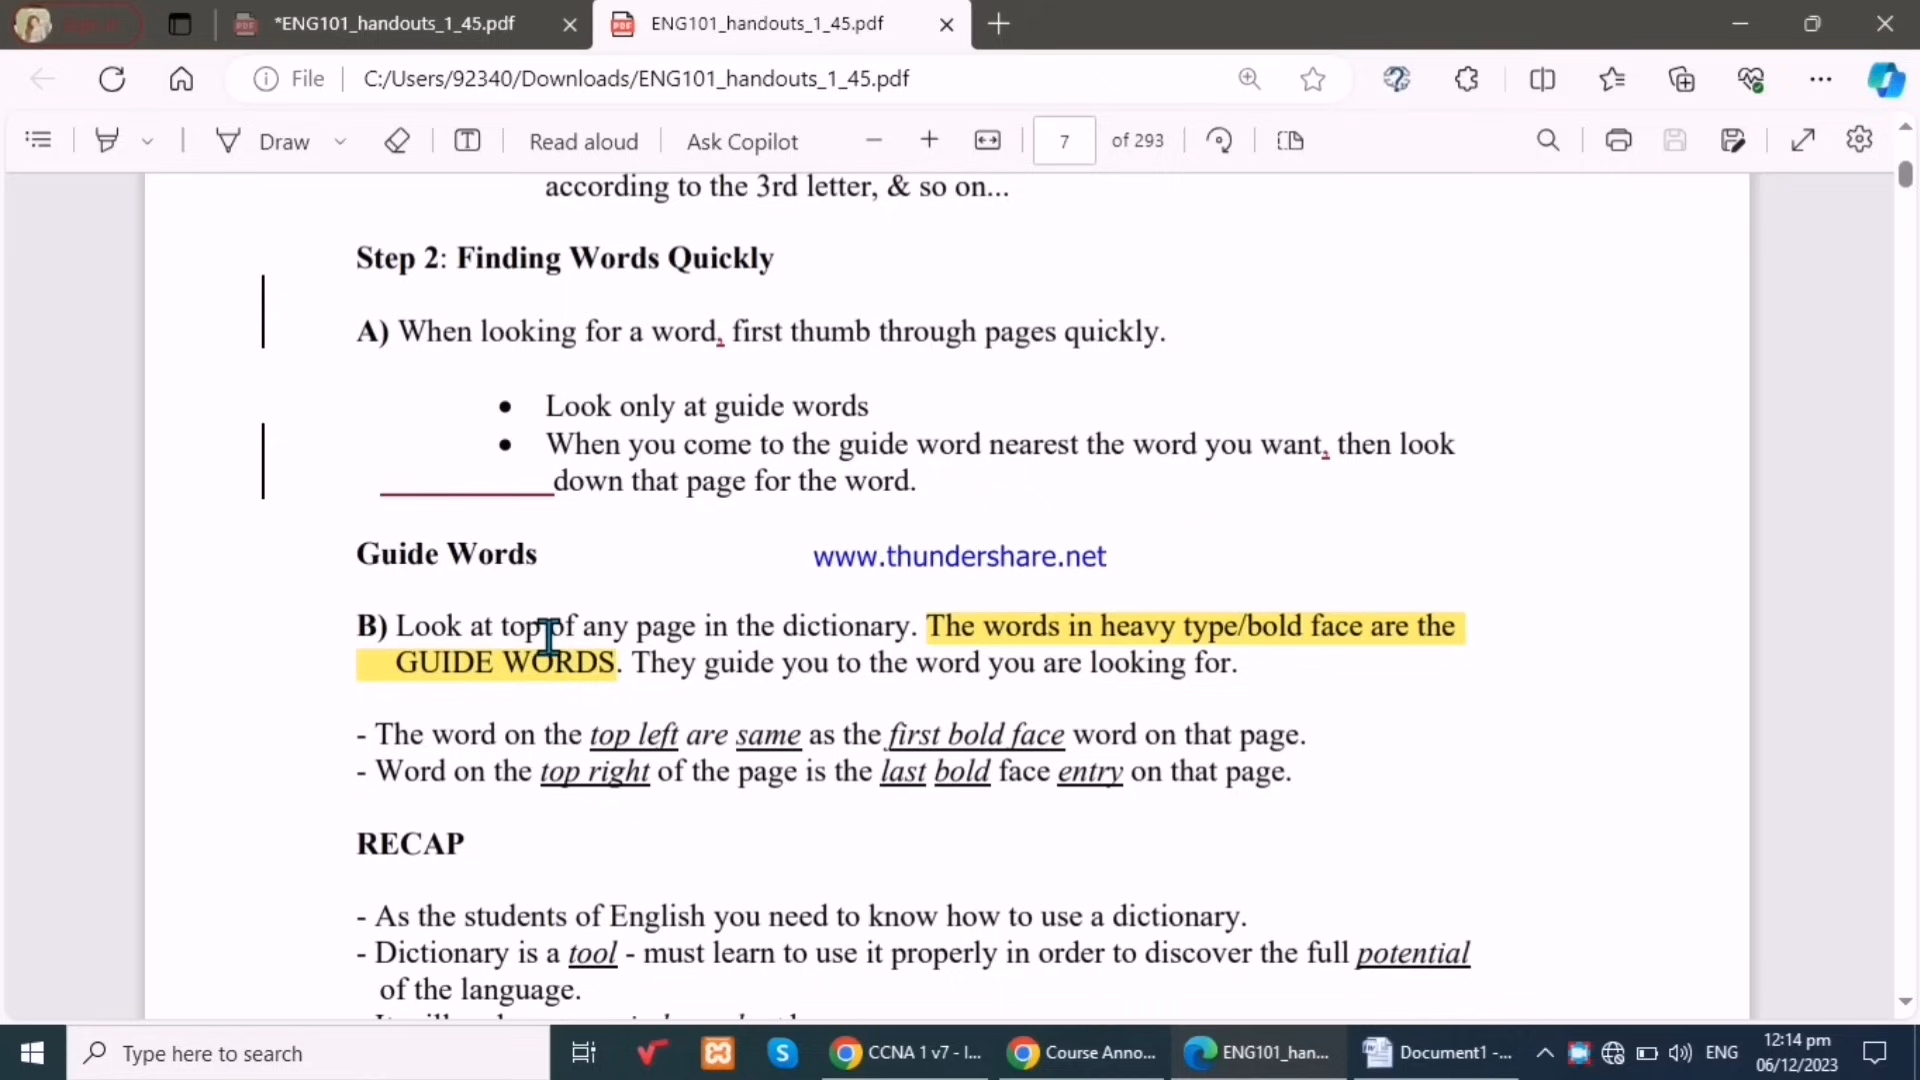 *ENG101_handouts_1_45.pdf
ENG101_handouts_1_45.pdf
File
C:/Users/92340/Downloads/ENG101_handouts_1_45.pdf
Draw
Read aloud
Ask Copilot
7
of 293
according to the 3rd letter, & so on...
Step 2: Finding Words Quickly
A) When looking for a word, first thumb through pages quickly.
• Look only at guide words
• When you come to the guide word nearest the word you want, then look
down that page for the word.
Guide Words
www.thundershare.net
B) Look at top of any page in the dictionary. The words in heavy type/bold face are the
GUIDE WORDS. They guide you to the word you are looking for.
- The word on the top left are same as the first bold face word on that page.
- Word on the top right of the page is the last bold face entry on that page.
RECAP
- As the students of English you need to know how to use a dictionary.
- Dictionary is a tool - must learn to use it properly in order to discover the full potential
of the language.
Type here to search
CCNA 1 v7 - I...
Course Anno...
ENG101_han...
Document1 -...
ENG
12:14 pm
06/12/2023